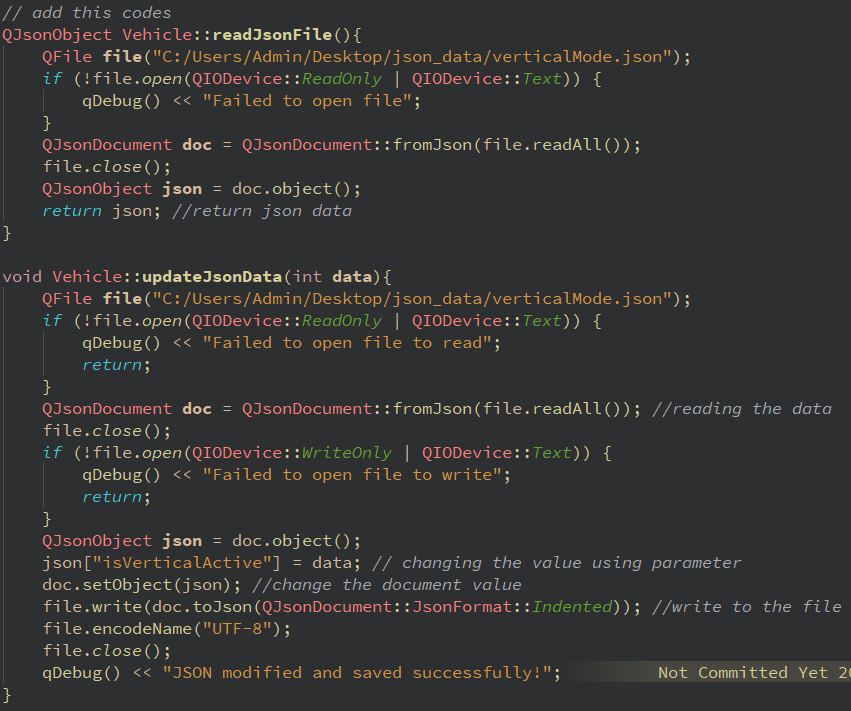 // add this codes
QJsonObject Vehicle::readJsonFile(){
    QFile file("C:/Users/Admin/Desktop/json_data/verticalMode.json");
    if (!file.open(QIODevice::ReadOnly | QIODevice::Text)) {
        qDebug() << "Failed to open file";
    }
    QJsonDocument doc = QJsonDocument::fromJson(file.readAll());
    file.close();
    QJsonObject json = doc.object();
    return json; //return json data
}

void Vehicle::updateJsonData(int data){
    QFile file("C:/Users/Admin/Desktop/json_data/verticalMode.json");
    if (!file.open(QIODevice::ReadOnly | QIODevice::Text)) {
        qDebug() << "Failed to open file to read";
        return;
    }
    QJsonDocument doc = QJsonDocument::fromJson(file.readAll()); //reading the data
    file.close();
    if (!file.open(QIODevice::WriteOnly | QIODevice::Text)) {
        qDebug() << "Failed to open file to write";
        return;
    }
    QJsonObject json = doc.object();
    json["isVerticalActive"] = data; // changing the value using parameter
    doc.setObject(json); //change the document value
    file.write(doc.toJson(QJsonDocument::JsonFormat::Indented)); //write to the file
    file.encodeName("UTF-8");
    file.close();
    qDebug() << "JSON modified and saved successfully!"; Not Committed Yet
}